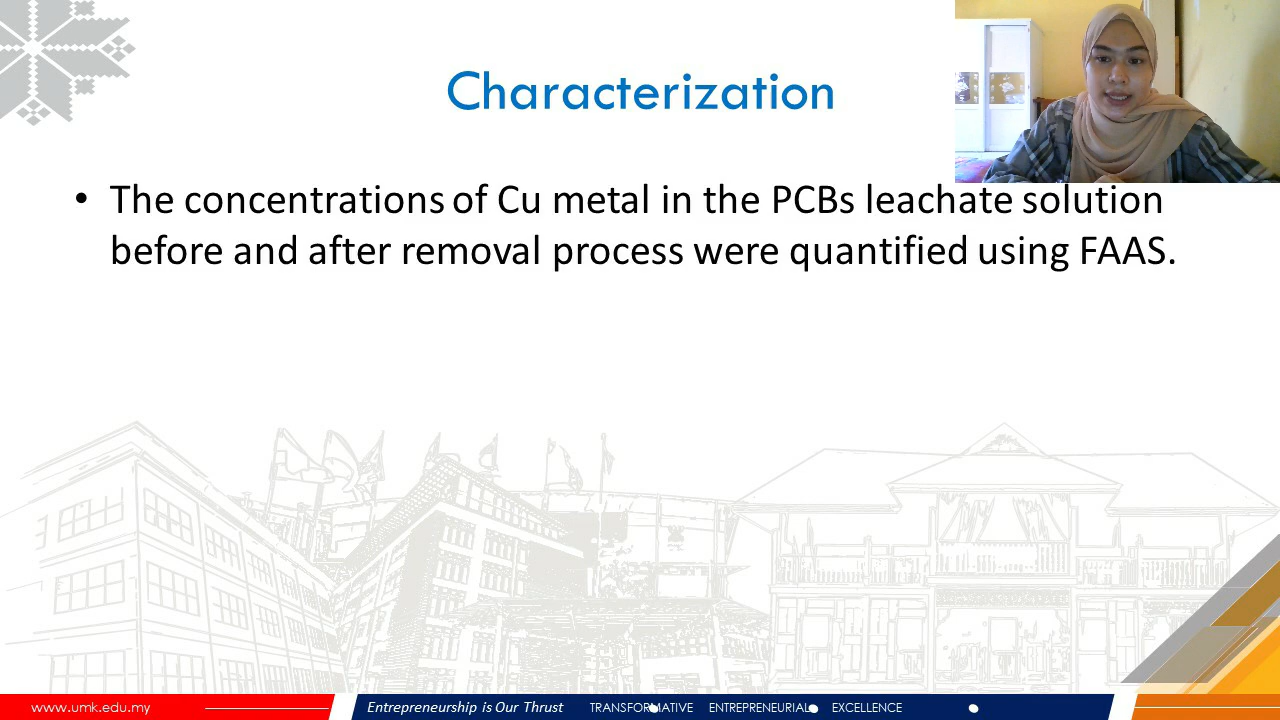 Characterization
• The concentrations of Cu metal in the PCBs leachate solution
before and after removal process were quantified using FAAS.
www.umk.edu.my
Entrepreneurship is Our Thrust
TRANSFORMATIVE ENTREPRENEURIAL EXCELLENCE